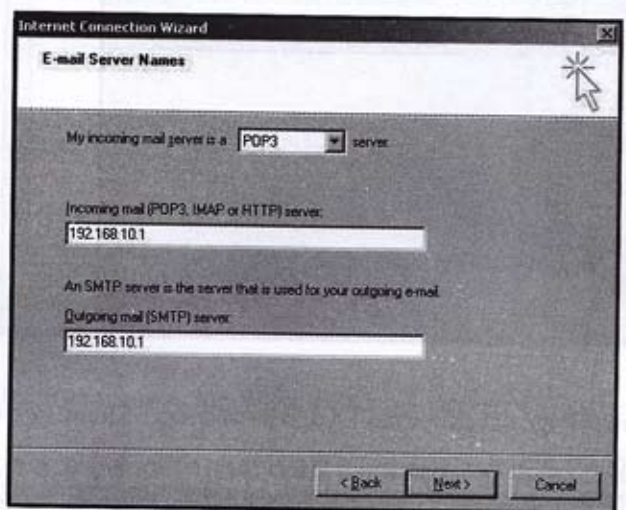 Internet Connection Wizard
E-mail Server Names
My incoming mail server is a POP3 server.
Incoming mail (POP3, IMAP or HTTP) server:
192.168.10.1
An SMTP server is the server that is used for your outgoing e-mail.
Outgoing mail (SMTP) server:
192.168.10.1
< Back Next > Cancel